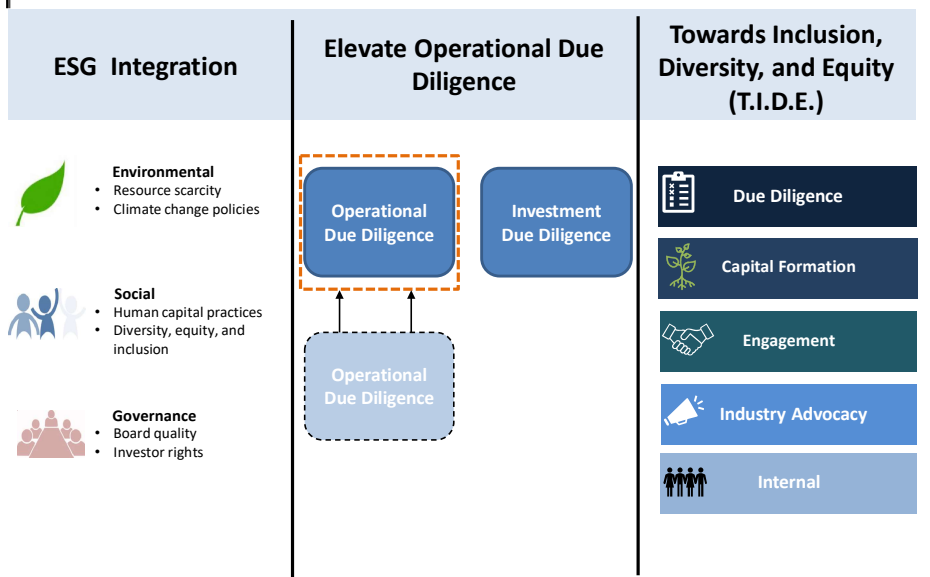 ESG Integration
Elevate Operational Due
Diligence
Towards Inclusion,
Diversity, and Equity
(T.I.D.E.)
Environmental
• Resource scarcity
• Climate change policies
Social
• Human capital practices
• Diversity, equity, and
inclusion
Governance
• Board quality
• Investor rights
Operational
Due Diligence
Investment
Due Diligence
Operational
Due Diligence
Due Diligence
Capital Formation
Engagement
Industry Advocacy
Internal